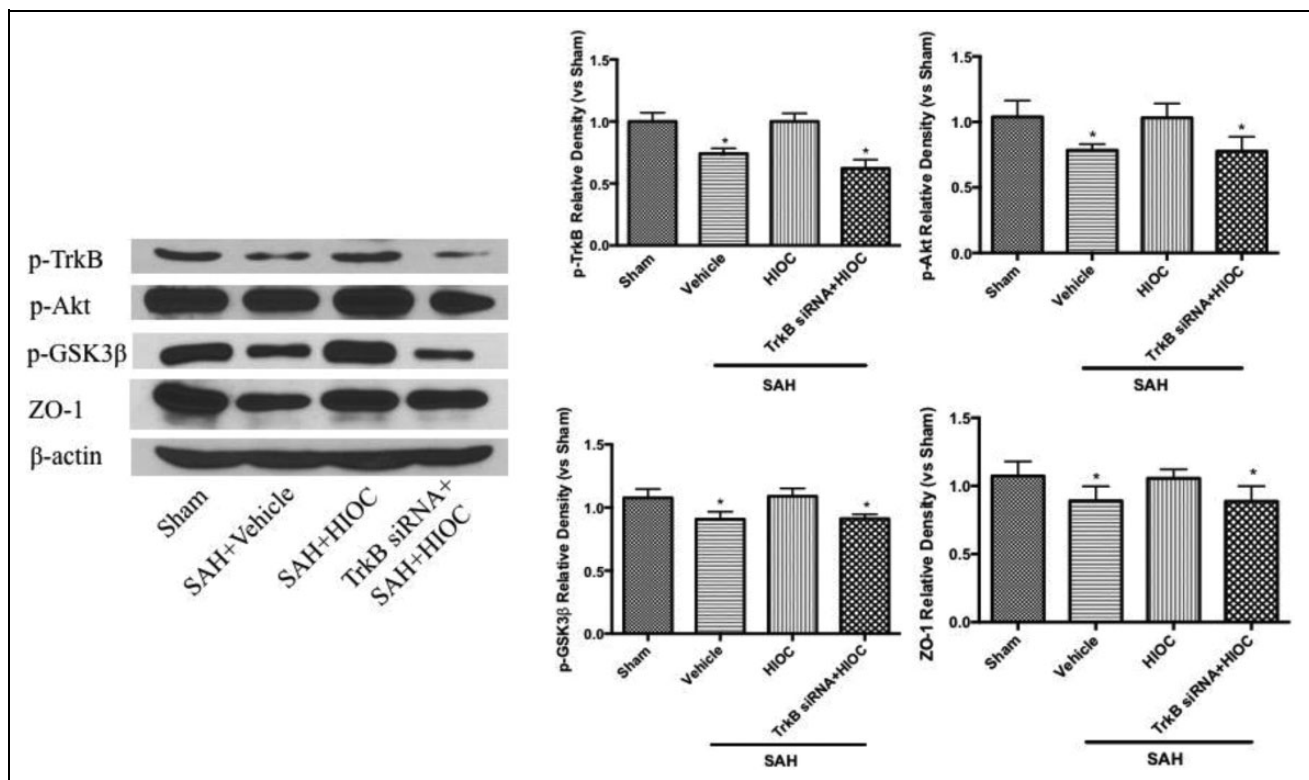 p-TrkB
p-Akt
p-GSK3β
ZO-1
β-actin
Sham
SAH+Vehicle
SAH+HIOC
TrkB siRNA+
SAH+HIOC
p-TrkB Relative Density (vs Sham)
1.5
1.0
0.5
0.0
*
*
Sham
Vehicle
HIOC
TrkB siRNA+HIOC
SAH
p-Akt Relative Density (vs Sham)
1.5
1.0
0.5
0.0
*
*
Sham
Vehicle
HIOC
TrkB siRNA+HIOC
SAH
p-GSK3β Relative Density (vs Sham)
1.5
1.0
0.5
0.0
*
*
Sham
Vehicle
HIOC
TrkB siRNA+HIOC
SAH
ZO-1 Relative Density (vs Sham)
1.5
1.0
0.5
0.0
*
*
Sham
Vehicle
HIOC
TrkB siRNA+HIOC
SAH